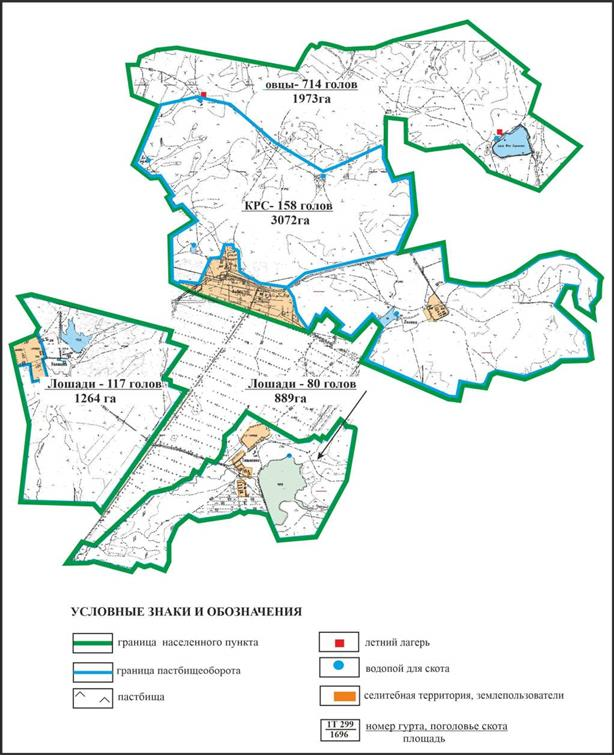 овцы- 714 голов
1973га
КРС- 158 голов
3072га
Лошади - 117 голов
1264 га
Лошади - 80 голов
889га
УСЛОВНЫЕ ЗНАКИ И ОБОЗНАЧЕНИЯ
граница населенного пункта
граница пастбищеоборота
пастбища
летний лагерь
водопой для скота
селитебная территория, землепользователи
1T 299
1696
номер гурта, поголовье скота
площадь